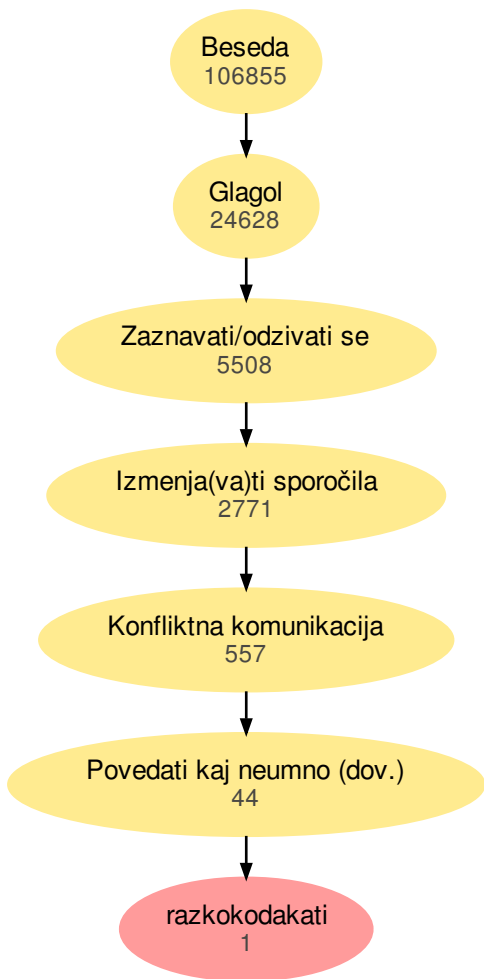 Beseda
106855
Glagol
24628
Zaznavati/odzivati se
5508
Izmenja(va)ti sporočila
2771
Konfliktna komunikacija
557
Povedati kaj neumno (dov.)
44
razkokodakati
1